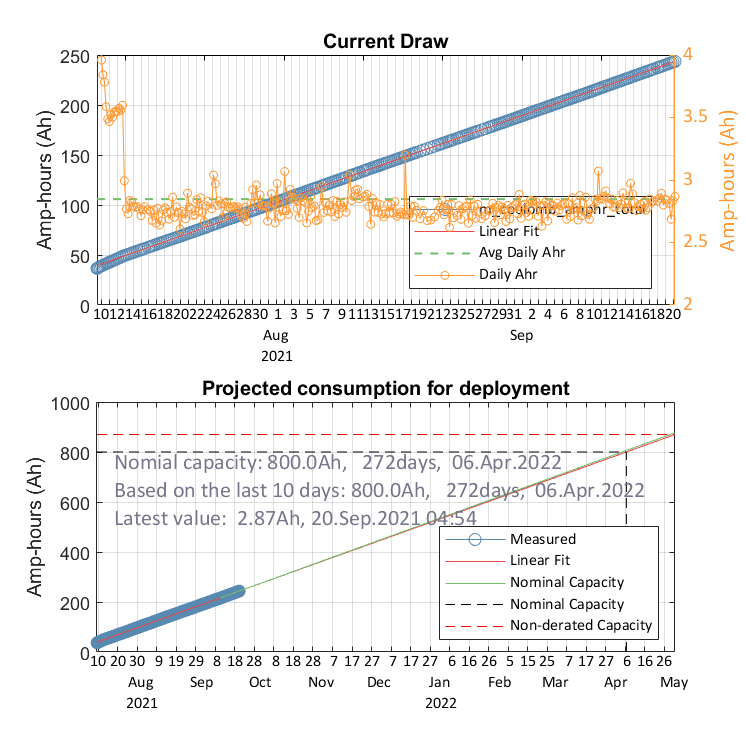 Current Draw
Amp-hours (Ah)
250
200
150
100
50
0
4
3.5
3
2.5
2
Amp-hours (Ah)
m_coulomb_amphr_total
Linear Fit
Avg Daily Ahr
Daily Ahr
10 12 14 16 18 20 22 24 26 28 30 1 3 5 7 9 11 13 15 17 19 21 23 25 27 29 31 2 4 6 8 10 12 14 16 18 20
Aug Sep
2021
Projected consumption for deployment
Amp-hours (Ah)
1000
800
600
400
200
0
Nomial capacity: 800.0Ah, 272days, 06.Apr.2022
Based on the last 10 days: 800.0Ah, 272days, 06.Apr.2022
Latest value: 2.87Ah, 20.Sep.2021 04:54
Measured
Linear Fit
Nominal Capacity
Nominal Capacity
Non-derated Capacity
10 20 30 9 19 29 8 18 28 8 18 28 7 17 27 7 17 27 6 16 26 5 15 25 7 17 27 6 16 26
Aug Sep Oct Nov Dec Jan Feb Mar Apr May
2021 2022